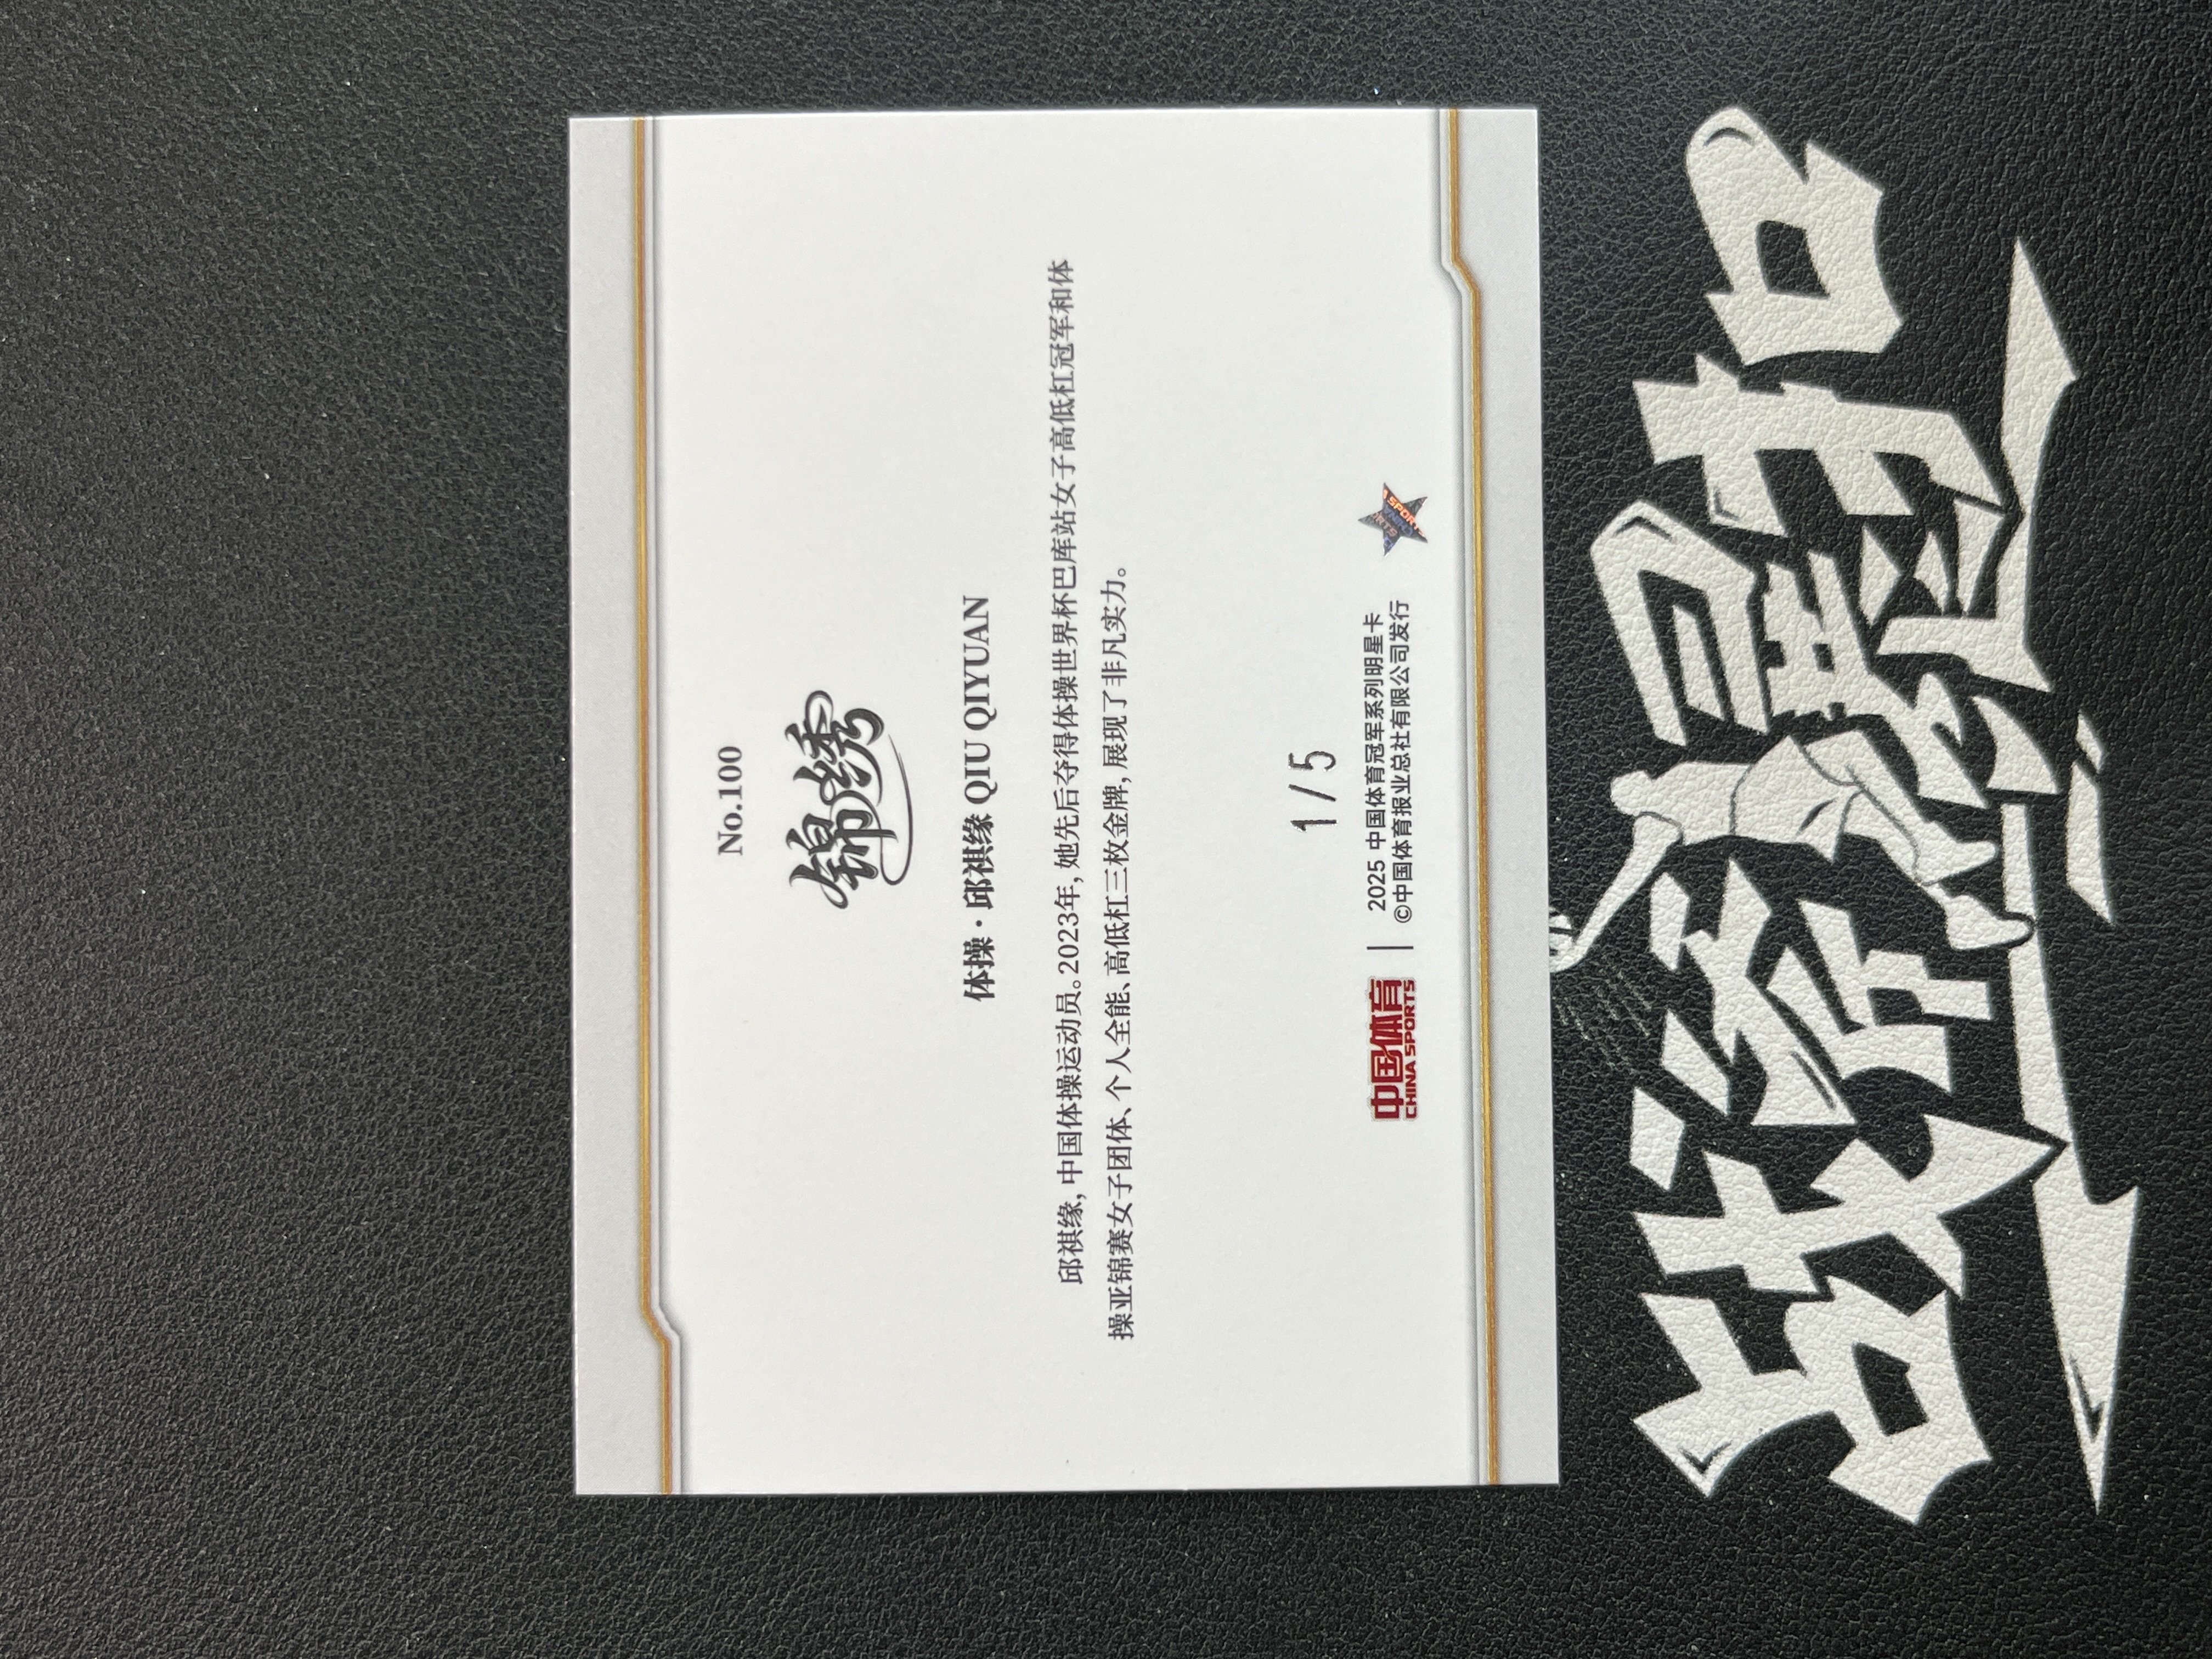 No.100
锦绣
体操·邱祺缘 QIU QIYUAN
邱祺缘，中国体操运动员。2023年，她先后夺得体操世界杯巴库站女子高低杠冠军和体
操亚锦赛女子团体、个人全能、高低杠三枚金牌，展现了非凡实力。
1/5
中国体育
CHINA SPORTS
2025 中国体育冠军系列明星卡
©中国体育报业总社有限公司发行
SPORT